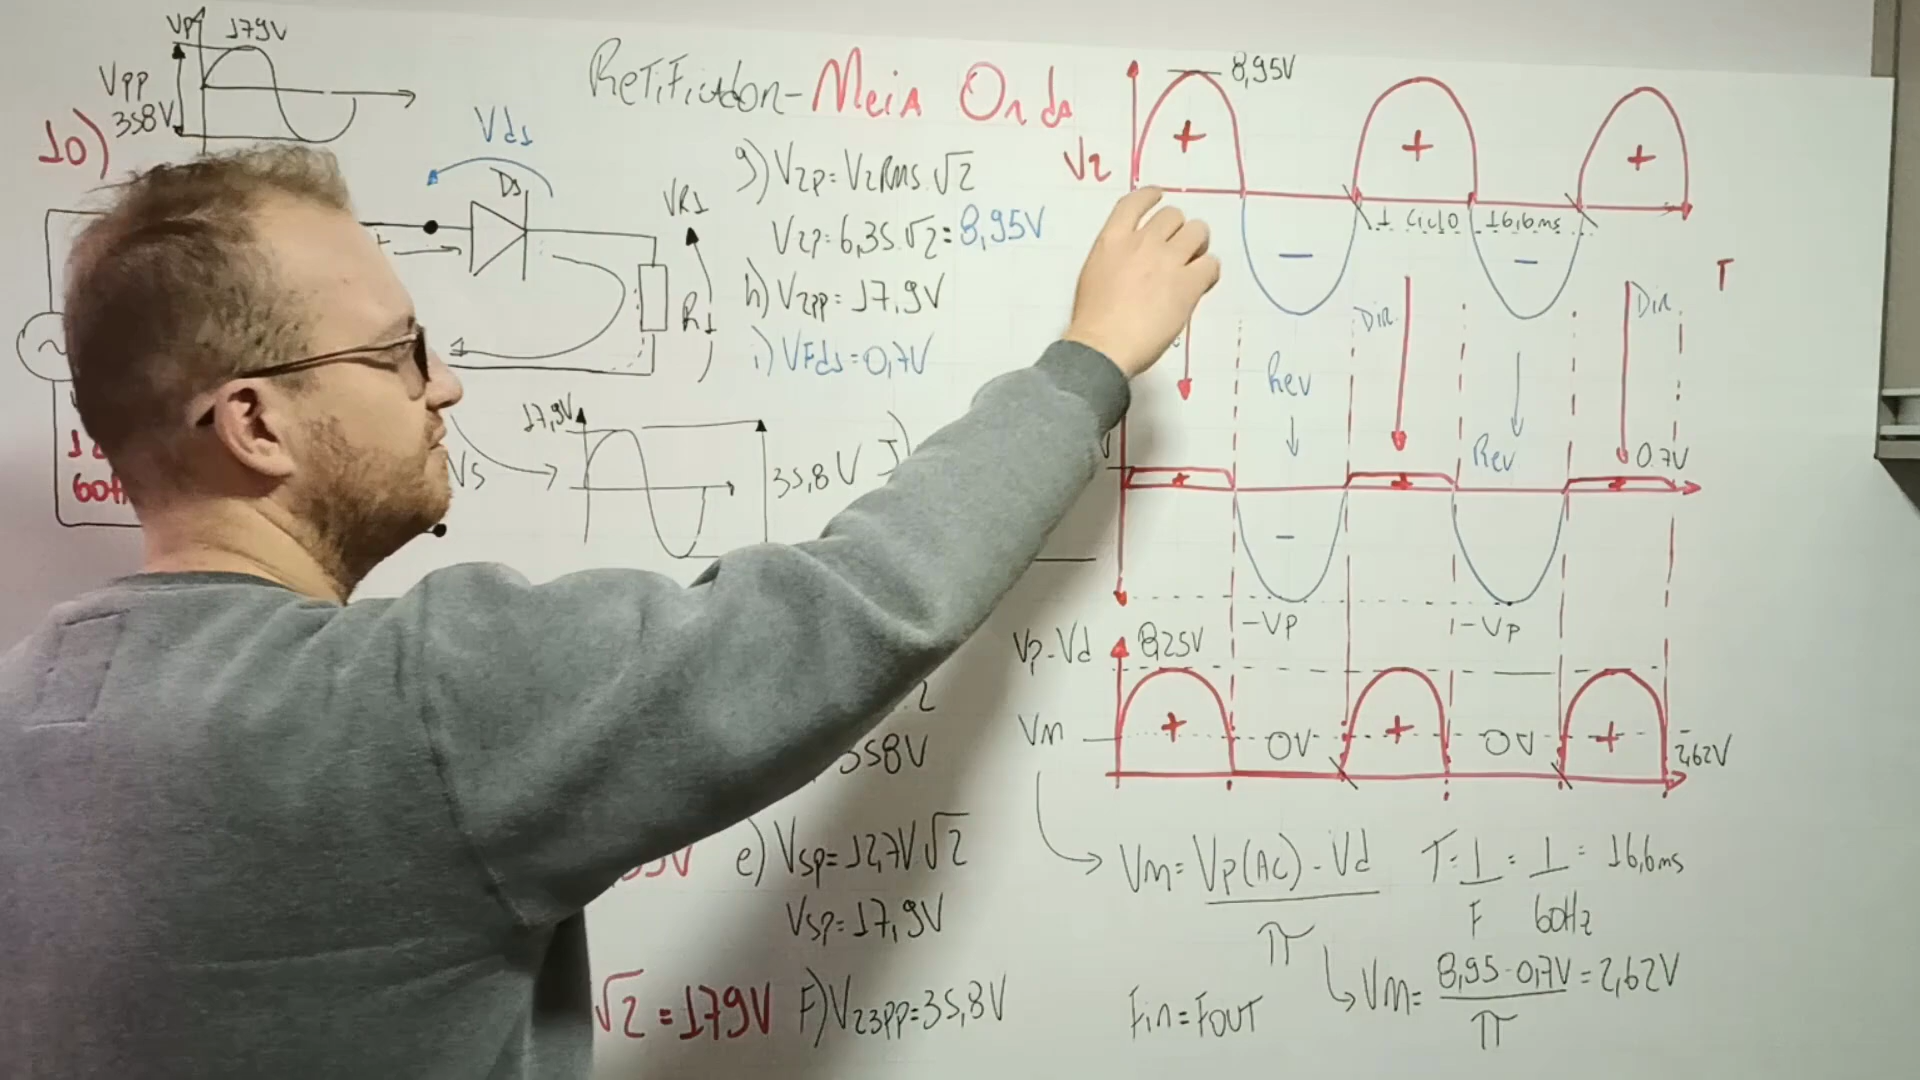 VP 179V
Vpp
358V
10)
Vd1
D1
VR1
R1
+
~
60H
Vs
17,9V
35,8V
Retificador - Meia Onda
g) V2p = V2Rms.√2
V2p = 6,35.√2 = 8,95V
h) V2pp = 17,9V
i) VFd1 = 0,7V
J)
358V
e) Vsp = 12,7V √2
Vsp = 17,9V
√2 = 179V
F) V23pp = 35,8V
V2
8,95V
+ + +
- -
1 Ciclo 16,6ms
T
Dir. Dir.
Rev Rev
0.7V
+ + +
-
-Vp -Vp
Vp-Vd 8,25V
Vm
+ 0V + 0V +
2,62V
Vm = Vp(AC) - Vd
π
T = 1 = 1 = 16,6ms
F 60Hz
Vm = 8,95 - 0,7V = 2,62V
π
Fin = FOUT